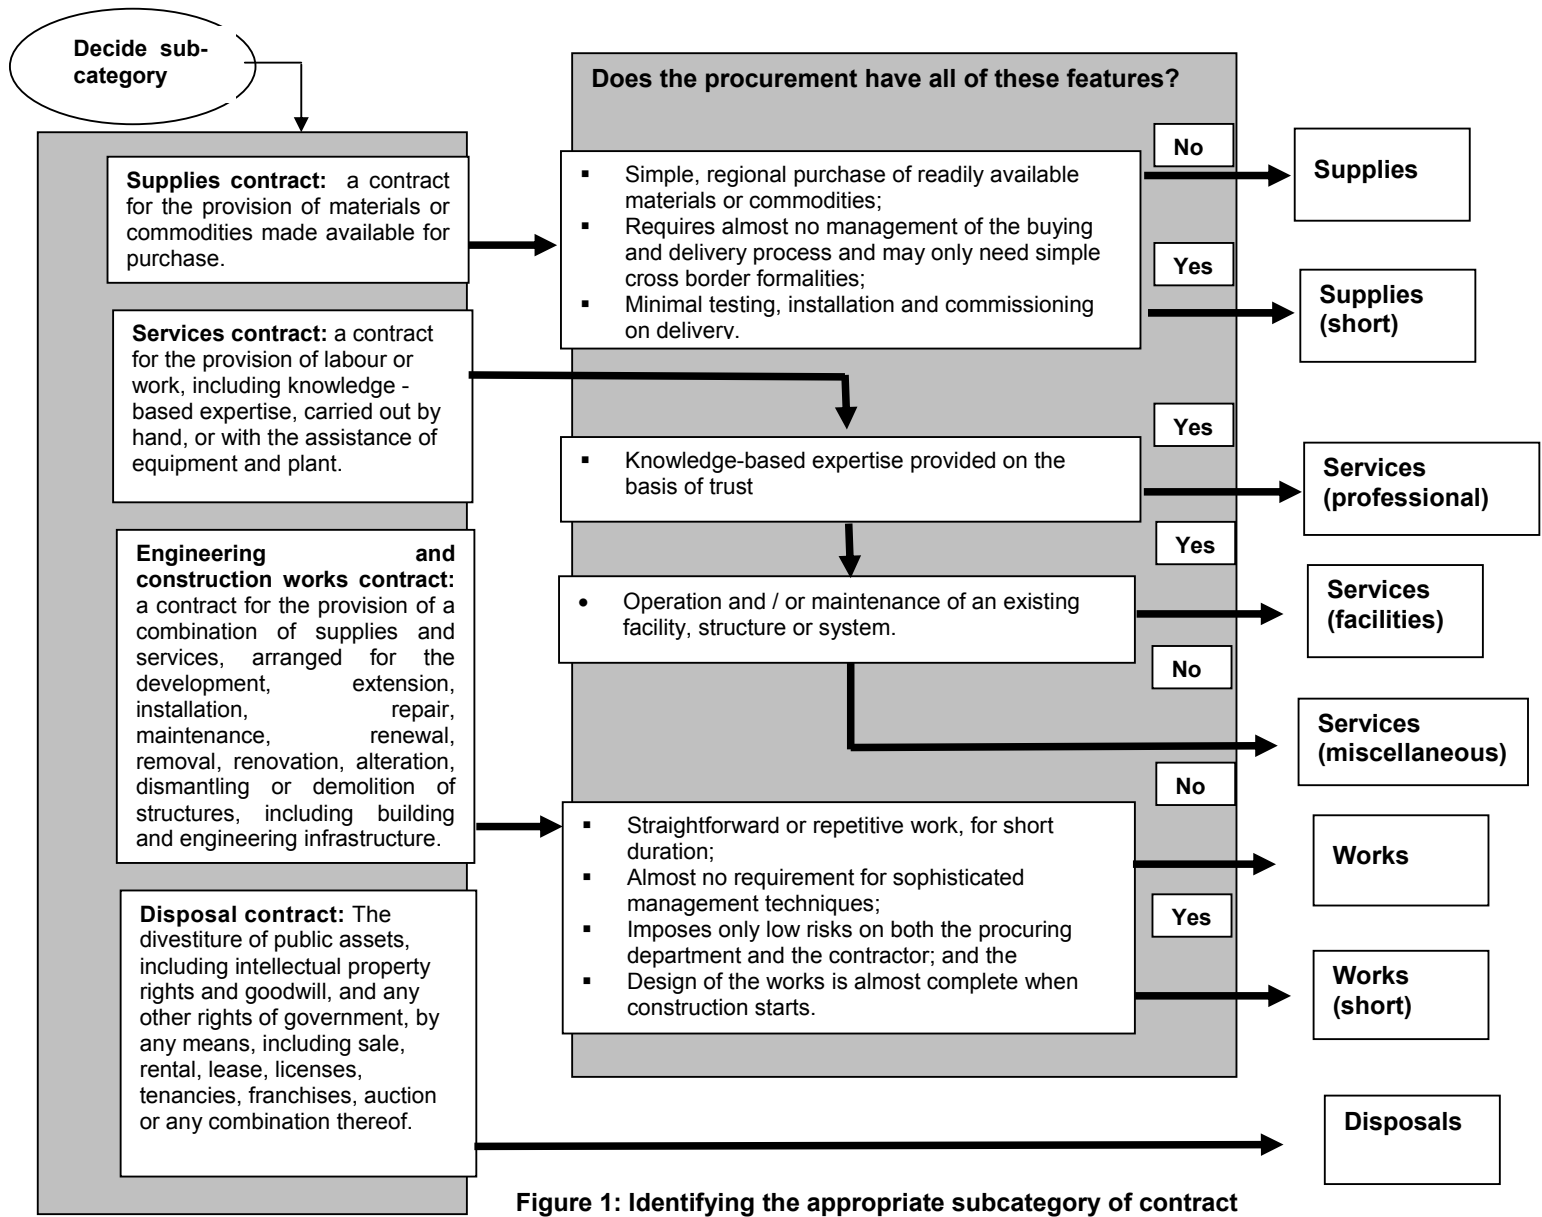 Decide sub-
category
Does the procurement have all of these features?
Supplies contract: a contract
for the provision of materials or
commodities made available for
purchase.
▪ Simple, regional purchase of readily available
materials or commodities;
▪ Requires almost no management of the buying
and delivery process and may only need simple
cross border formalities;
▪ Minimal testing, installation and commissioning
on delivery.
No
Supplies
Yes
Supplies
(short)
Services contract: a contract
for the provision of labour or
work, including knowledge -
based expertise, carried out by
hand, or with the assistance of
equipment and plant.
▪ Knowledge-based expertise provided on the
basis of trust
Yes
Services
(professional)
• Operation and / or maintenance of an existing
facility, structure or system.
Yes
Services
(facilities)
No
Services
(miscellaneous)
Engineering and
construction works contract:
a contract for the provision of a
combination of supplies and
services, arranged for the
development, extension,
installation, repair,
maintenance, renewal,
removal, renovation, alteration,
dismantling or demolition of
structures, including building
and engineering infrastructure.
▪ Straightforward or repetitive work, for short
duration;
▪ Almost no requirement for sophisticated
management techniques;
▪ Imposes only low risks on both the procuring
department and the contractor; and the
▪ Design of the works is almost complete when
construction starts.
No
Works
Yes
Works
(short)
Disposal contract: The
divestiture of public assets,
including intellectual property
rights and goodwill, and any
other rights of government, by
any means, including sale,
rental, lease, licenses,
tenancies, franchises, auction
or any combination thereof.
Disposals
Figure 1: Identifying the appropriate subcategory of contract